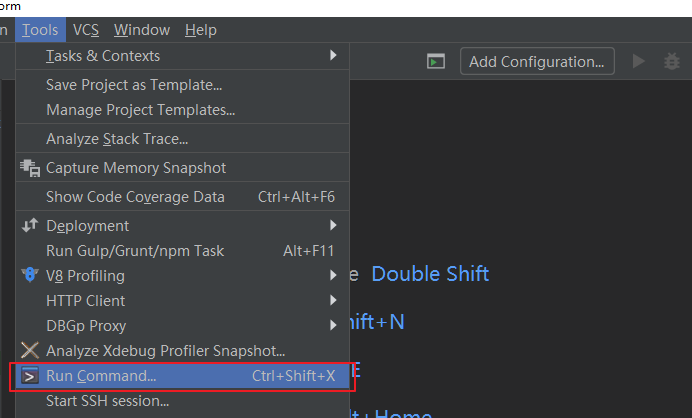 orm
n Tools VCS Window Help
Tasks & Contexts
Add Configuration...
Save Project as Template...
Manage Project Templates...
Analyze Stack Trace...
Capture Memory Snapshot
Show Code Coverage Data Ctrl+Alt+F6
Deployment
Run Gulp/Grunt/npm Task Alt+F11
V8 Profiling
e Double Shift
HTTP Client
DBGp Proxy
ift+N
Analyze Xdebug Profiler Snapshot...
Run Command... Ctrl+Shift+X
E
Start SSH session...
lt+Home